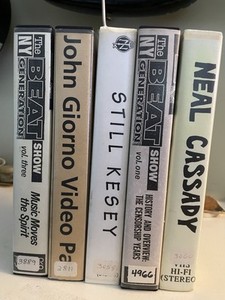 The
BEAT
SHOW
NY
GENERATION
vol. three
Music Moves
the Spirit
3889
John Giorno Video Pa
STILL KESEY
The
BEAT
SHOW
NY
GENERATION
vol. one
HISTORY AND OVERVIEW:
THE CENSORSHIP YEARS
4966
NEAL CASSADY
VHS
HI-FI
(STEREO